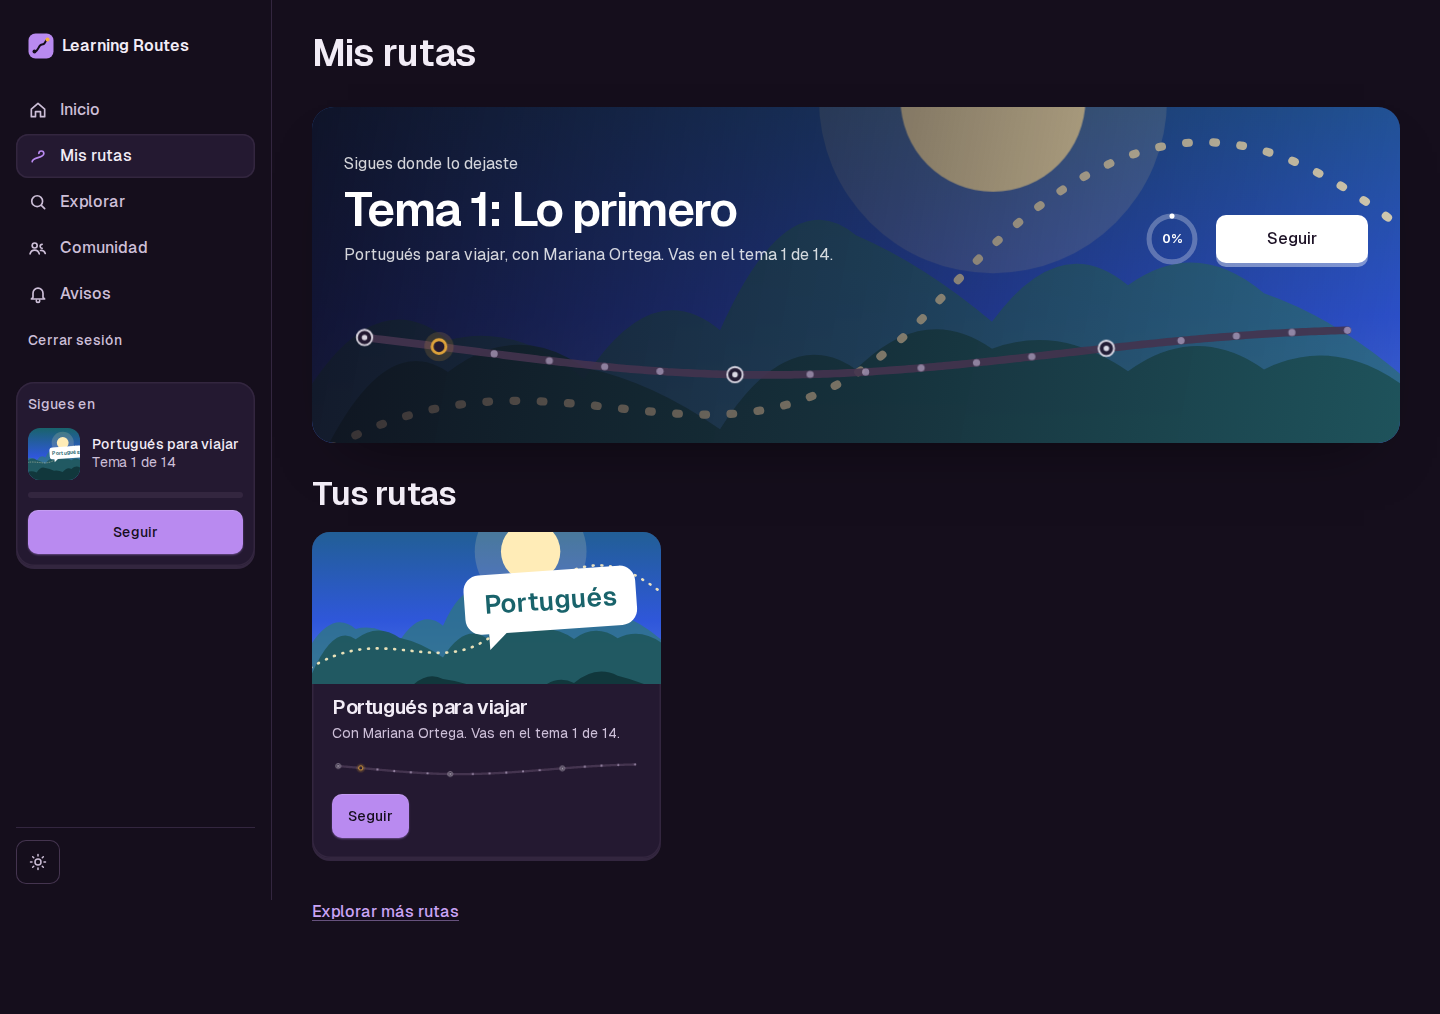 Learning Routes
Inicio
Mis rutas
Explorar
Comunidad
Avisos
Cerrar sesión
Sigues en
Portugués
Portugués para viajar
Tema 1 de 14
Seguir
Mis rutas
Sigues donde lo dejaste
Tema 1: Lo primero
Portugués para viajar, con Mariana Ortega. Vas en el tema 1 de 14.
0%
Seguir
Tus rutas
Portugués
Portugués para viajar
Con Mariana Ortega. Vas en el tema 1 de 14.
Seguir
Explorar más rutas